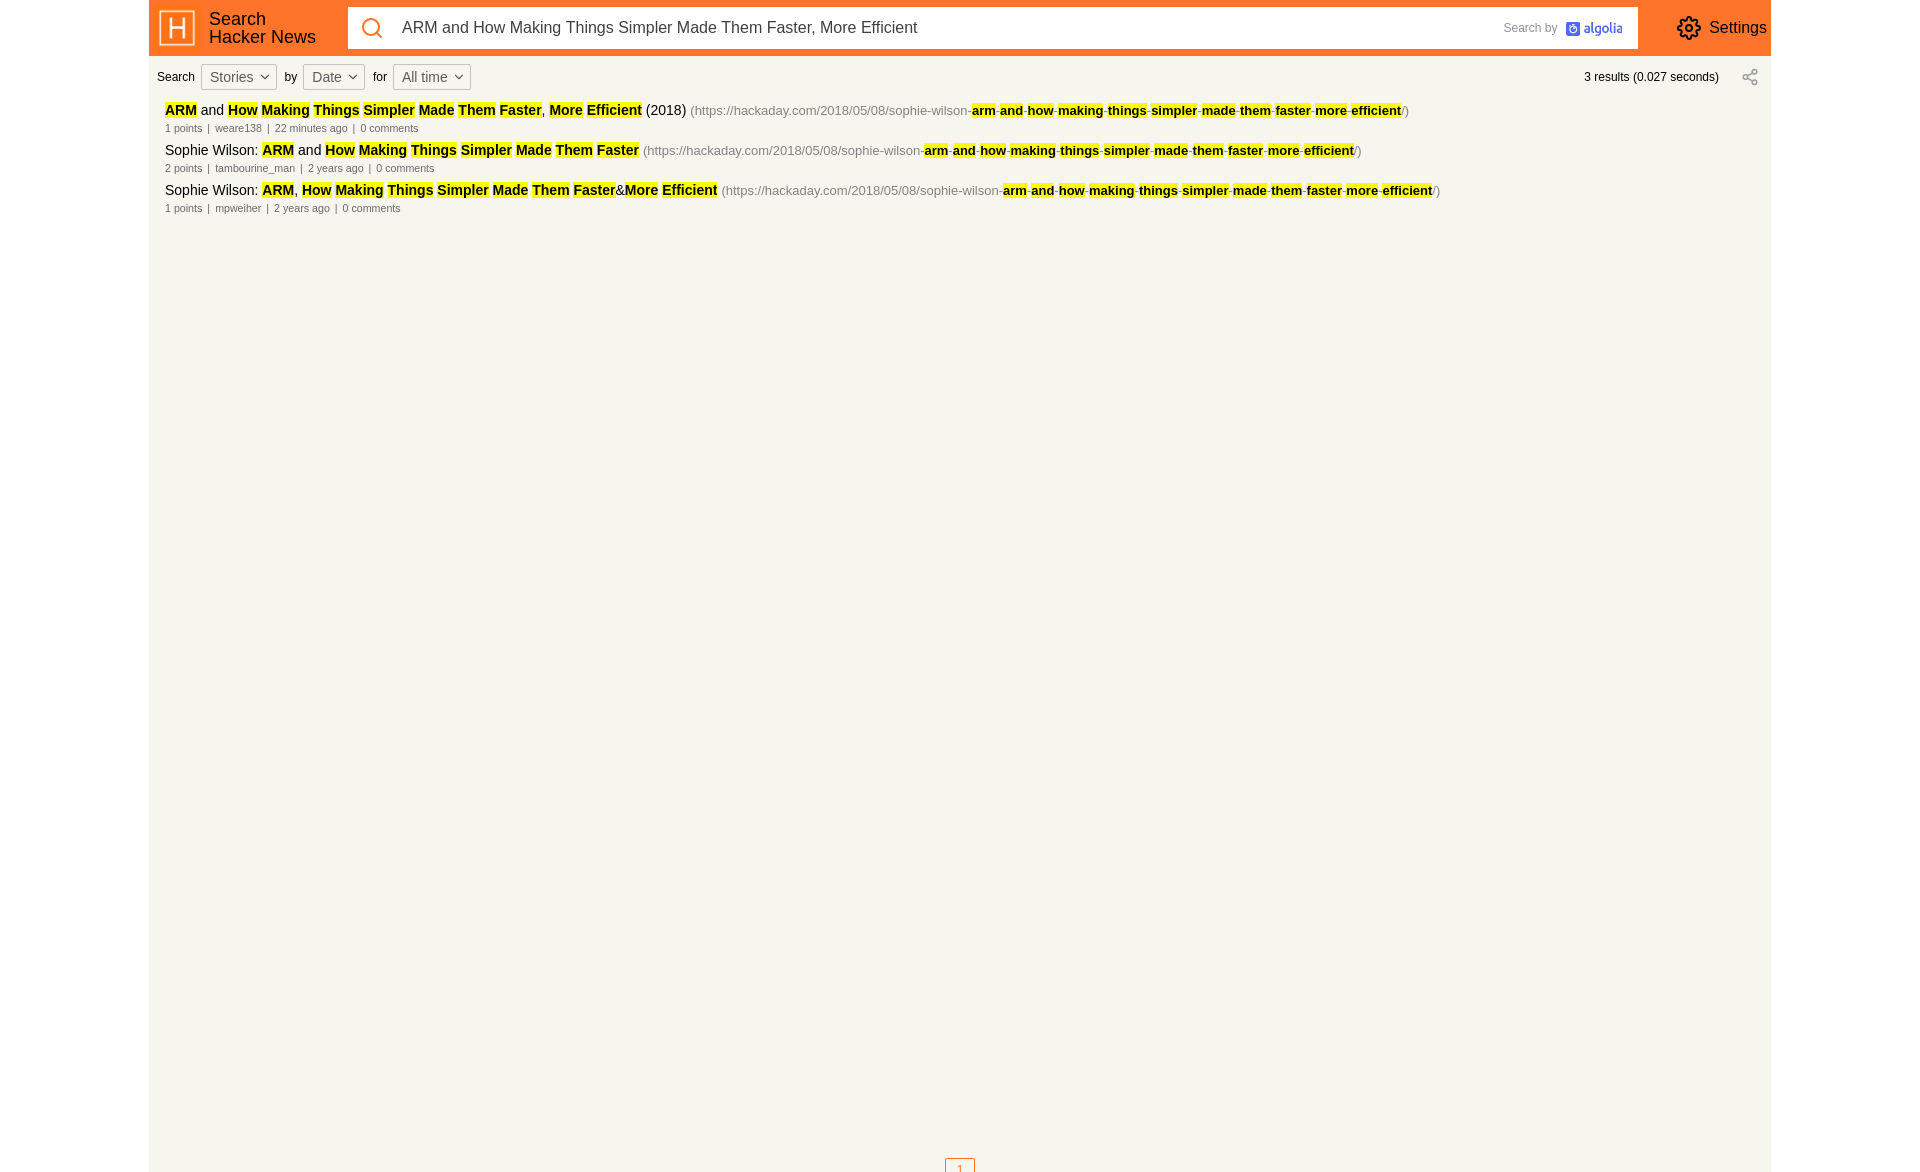 Search
Hacker News
ARM and How Making Things Simpler Made Them Faster, More Efficient
Search by algolia
Settings
Search Stories by Date for All time
3 results (0.027 seconds)
ARM and How Making Things Simpler Made Them Faster, More Efficient (2018) (https://hackaday.com/2018/05/08/sophie-wilson-arm-and-how-making-things-simpler-made-them-faster-more-efficient/)
1 points | weare138 | 22 minutes ago | 0 comments
Sophie Wilson: ARM and How Making Things Simpler Made Them Faster (https://hackaday.com/2018/05/08/sophie-wilson-arm-and-how-making-things-simpler-made-them-faster-more-efficient/)
2 points | tambourine_man | 2 years ago | 0 comments
Sophie Wilson: ARM, How Making Things Simpler Made Them Faster&More Efficient (https://hackaday.com/2018/05/08/sophie-wilson-arm-and-how-making-things-simpler-made-them-faster-more-efficient/)
1 points | mpweiher | 2 years ago | 0 comments
1